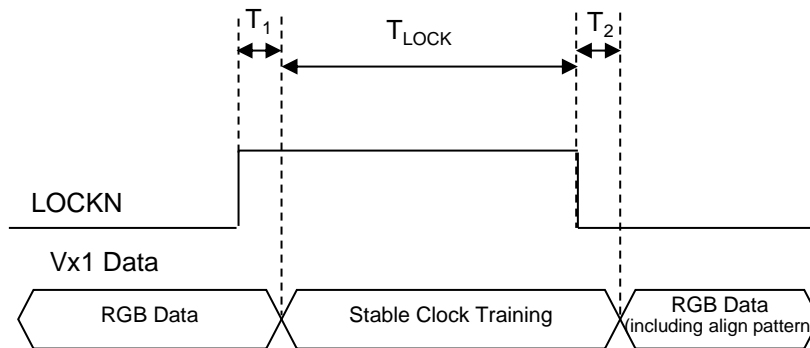 T1
TLOCK
T2
LOCKN
Vx1 Data
RGB Data
Stable Clock Training
RGB Data
(including align pattern